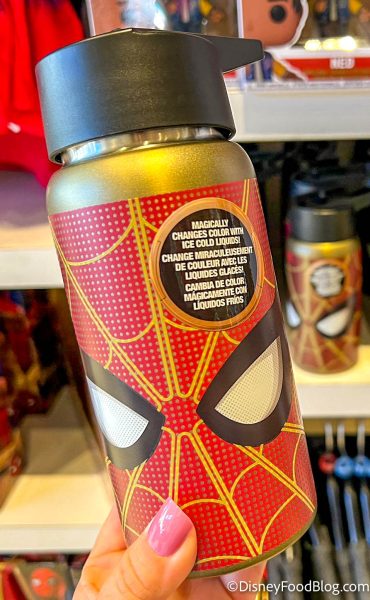 NED
MAGICALLY
CHANGES COLOR WITH
ICE COLD LIQUIDS!
CHANGE MIRACULEUSEMENT
DE COULEUR AVEC LES
LIQUIDES GLACÉS!
CAMBIA DE COLOR
MÁGICAMENTE CON
LÍQUIDOS FRÍOS
©DisneyFoodBlog.com